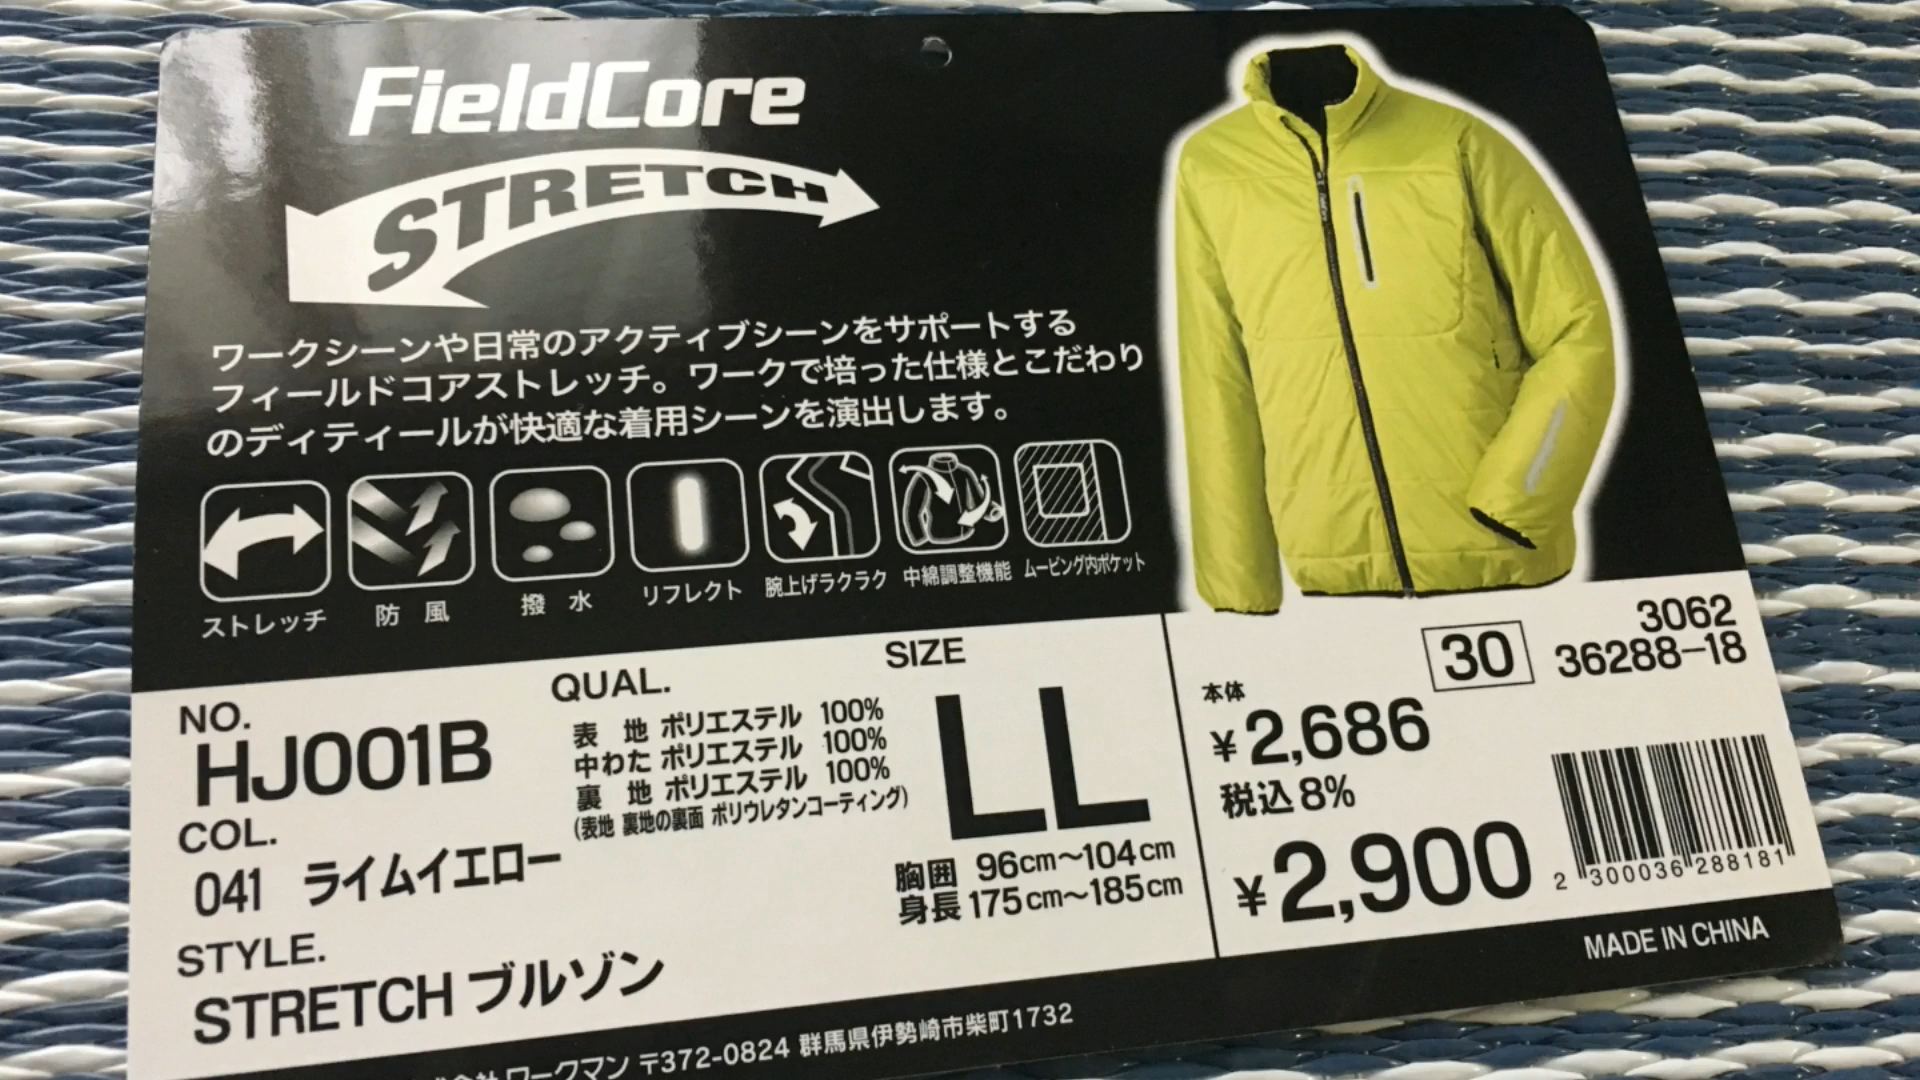 FieldCore
STRETCH
ワークシーンや日常のアクティブシーンをサポートする
フィールドコアストレッチ。ワークで培った仕様とこだわり
のディティールが快適な着用シーンを演出します。
ストレッチ
防 風
撥 水
リフレクト
腕上げラクラク
中綿調整機能
ムービング内ポケット
NO.
HJ001B
COL.
041 ライムイエロー
STYLE.
STRETCH ブルゾン
QUAL.
表 地 ポリエステル 100%
中わた ポリエステル 100%
裏 地 ポリエステル 100%
(表地 裏地の裏面 ポリウレタンコーティング)
SIZE
LL
胸囲 96cm～104cm
身長 175cm～185cm
30
3062
36288-18
本体
¥2,686
税込8%
¥2,900
2 300036 288181
MADE IN CHINA
ワークマン 〒372-0824 群馬県伊勢崎市柴町1732